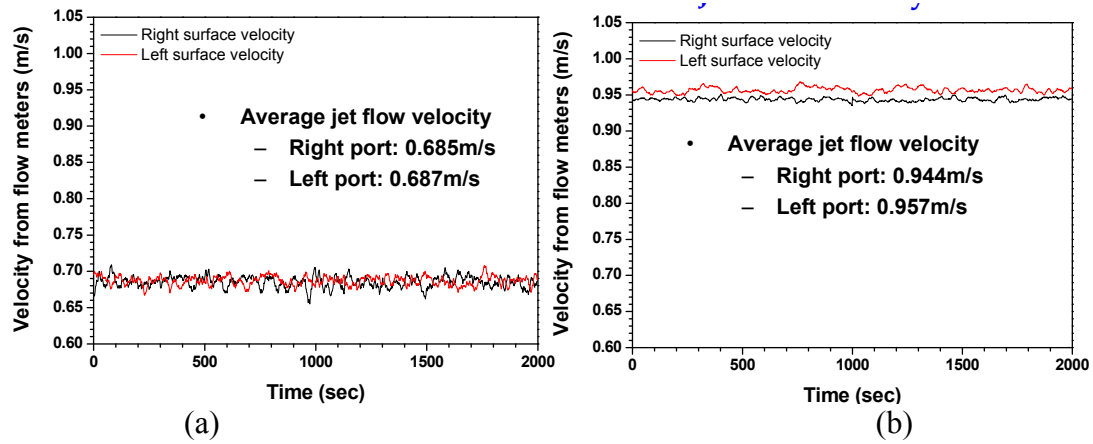 1.05
1.00
0.95
0.90
0.85
0.80
0.75
0.70
0.65
0.60
Velocity from flow meters (m/s)
Right surface velocity
Left surface velocity
• Average jet flow velocity
– Right port: 0.685m/s
– Left port: 0.687m/s
0 500 1000 1500 2000
Time (sec)
(a)
1.05
1.00
0.95
0.90
0.85
0.80
0.75
0.70
0.65
0.60
Velocity from flow meters (m/s)
Right surface velocity
Left surface velocity
• Average jet flow velocity
– Right port: 0.944m/s
– Left port: 0.957m/s
0 500 1000 1500 2000
Time (sec)
(b)